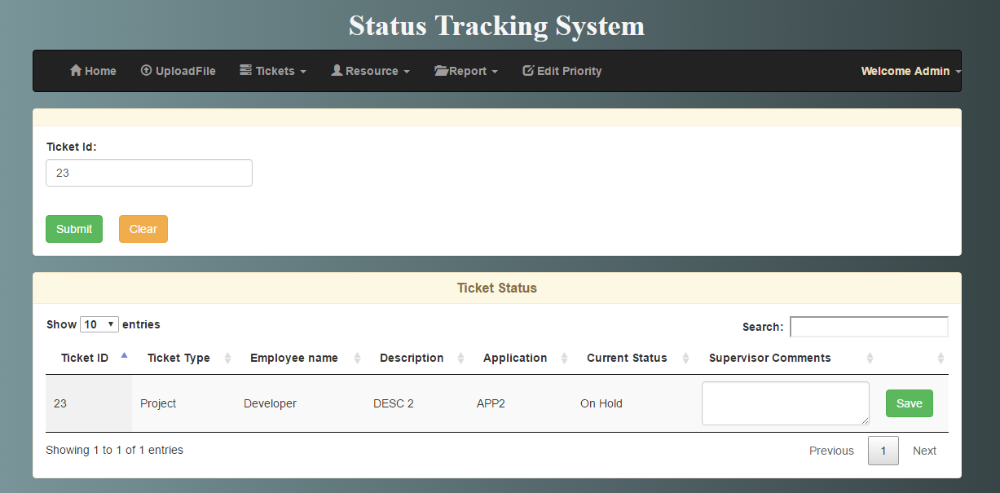 Status Tracking System
Home UploadFile Tickets Resource Report Edit Priority Welcome Admin
Ticket Id:
23
Submit Clear
Ticket Status
Show 10 entries Search:
Ticket ID Ticket Type Employee name Description Application Current Status Supervisor Comments
23 Project Developer DESC 2 APP2 On Hold Save
Showing 1 to 1 of 1 entries Previous 1 Next